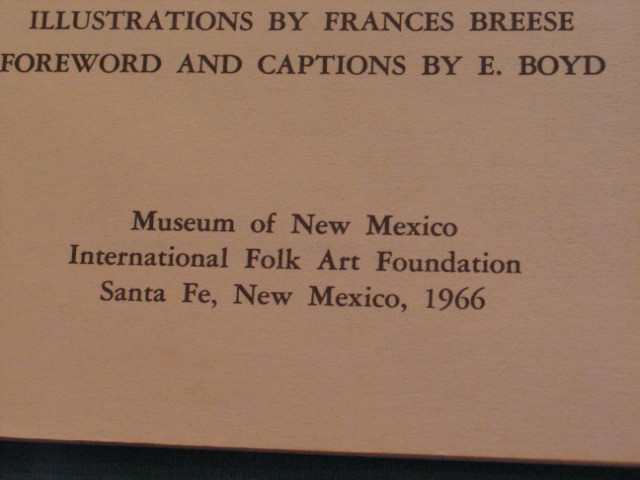 ILLUSTRATIONS BY FRANCES BREESE
FOREWORD AND CAPTIONS BY E. BOYD
Museum of New Mexico
International Folk Art Foundation
Santa Fe, New Mexico, 1966